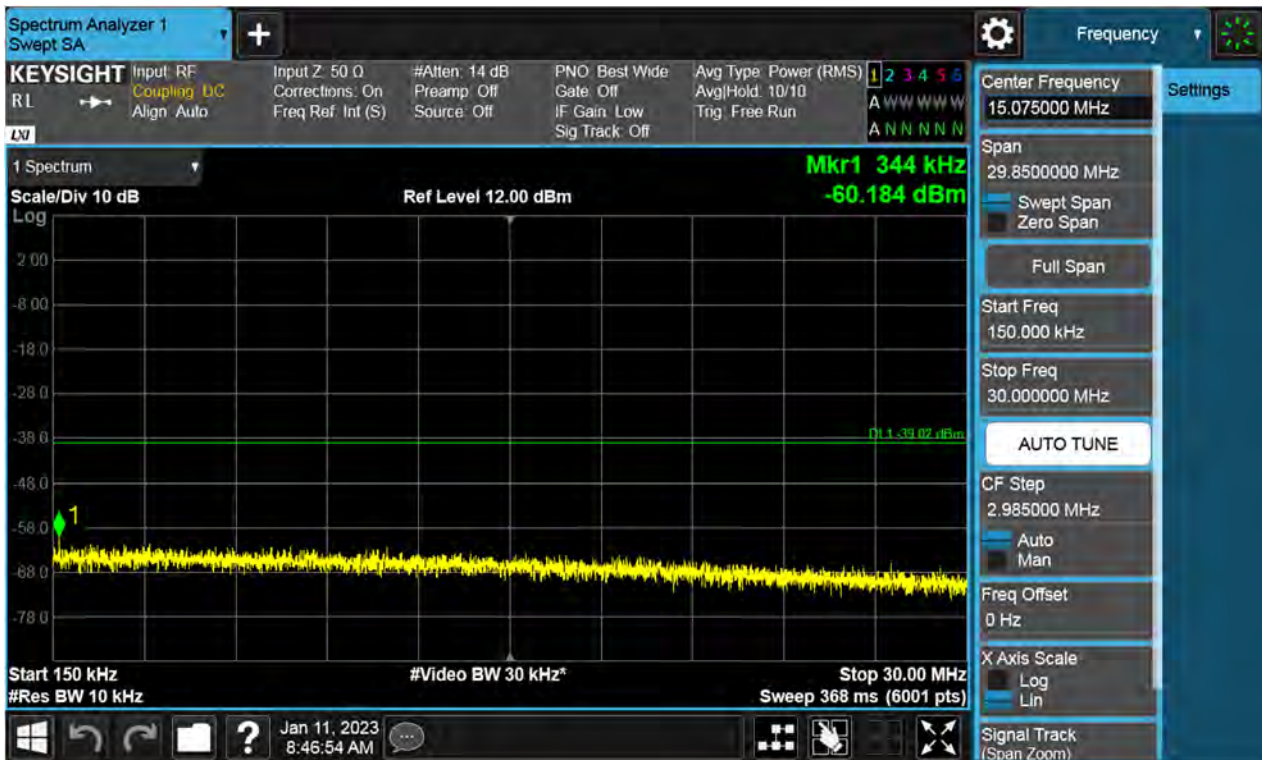 Spectrum Analyzer 1
Swept SA
+
Frequency
KEYSIGHT
RL
LXI
Input: RF
Coupling: DC
Align: Auto
Input Z: 50 Ω
Corrections: On
Freq Ref: Int (S)
#Atten: 14 dB
Preamp: Off
Source: Off
PNO: Best Wide
Gate: Off
IF Gain: Low
Sig Track: Off
Avg Type: Power (RMS)
Avg|Hold: 10/10
Trig: Free Run
1 2 3 4 5 6
A W W W W W
A N N N N N
1 Spectrum
Scale/Div 10 dB
Ref Level 12.00 dBm
Mkr1 344 kHz
-60.184 dBm
Log
2.00
-8.00
-18.0
-28.0
-38.0
-48.0
-58.0
-68.0
-78.0
DL1 -39.02 dBm
1
Start 150 kHz
#Video BW 30 kHz*
Stop 30.00 MHz
#Res BW 10 kHz
Sweep 368 ms (6001 pts)
?
Jan 11, 2023
8:46:54 AM
Center Frequency
15.075000 MHz
Span
29.8500000 MHz
Swept Span
Zero Span
Full Span
Start Freq
150.000 kHz
Stop Freq
30.000000 MHz
AUTO TUNE
CF Step
2.985000 MHz
Auto
Man
Freq Offset
0 Hz
X Axis Scale
Log
Lin
Signal Track
(Span Zoom)
Settings